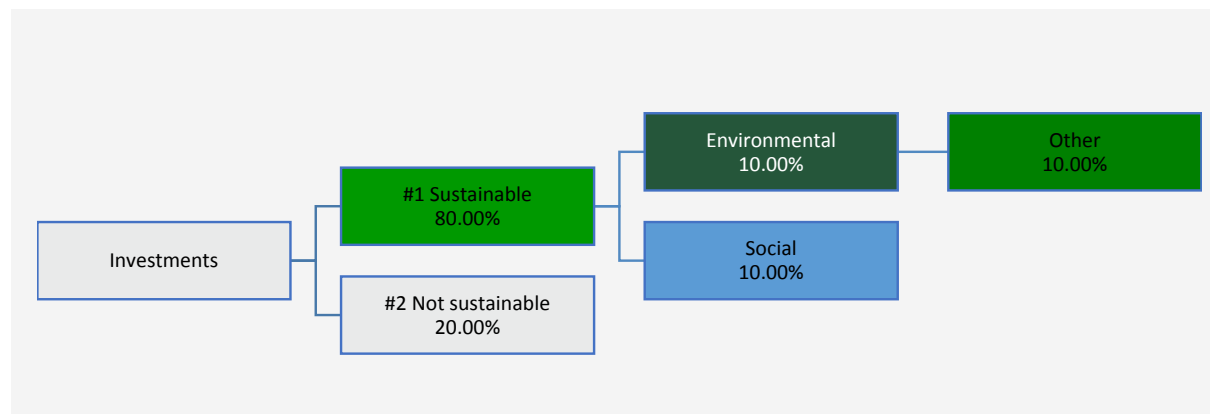 Investments
#1 Sustainable
80.00%
#2 Not sustainable
20.00%
Environmental
10.00%
Social
10.00%
Other
10.00%